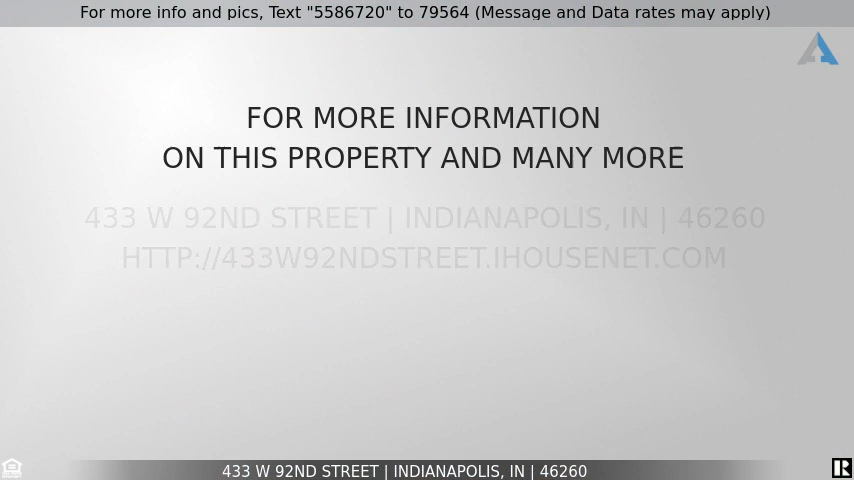 For more info and pics, Text "5586720" to 79564 (Message and Data rates may apply)
FOR MORE INFORMATION
ON THIS PROPERTY AND MANY MORE
433 W 92ND STREET | INDIANAPOLIS, IN | 46260
HTTP://433W92NDSTREET.IHOUSENET.COM
433 W 92ND STREET | INDIANAPOLIS, IN | 46260